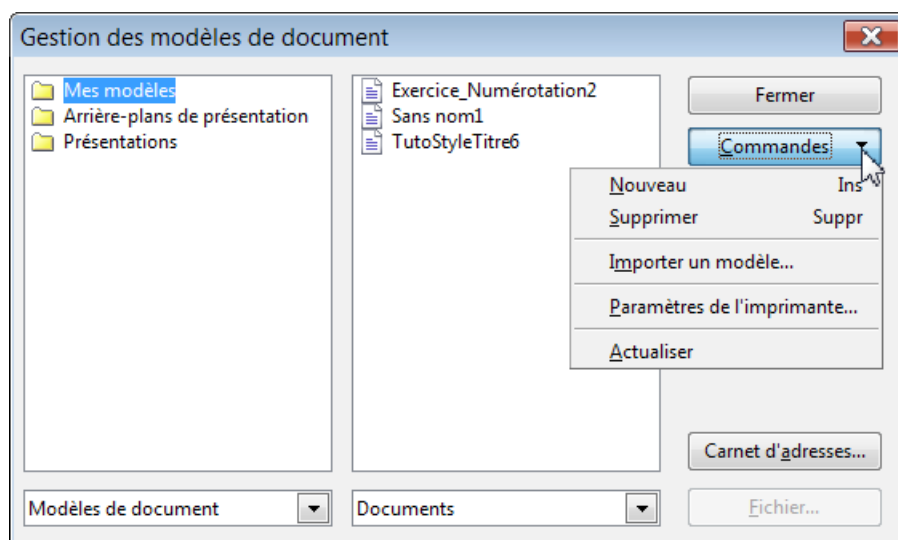 Gestion des modèles de document
Mes modèles
Arrière-plans de présentation
Présentations
Exercice_Numérotation2
Sans nom1
TutoStyleTitre6
Fermer
Commandes
Nouveau Ins
Supprimer Suppr
Importer un modèle...
Paramètres de l'imprimante...
Actualiser
Carnet d'adresses...
Modèles de document
Documents
Fichier...